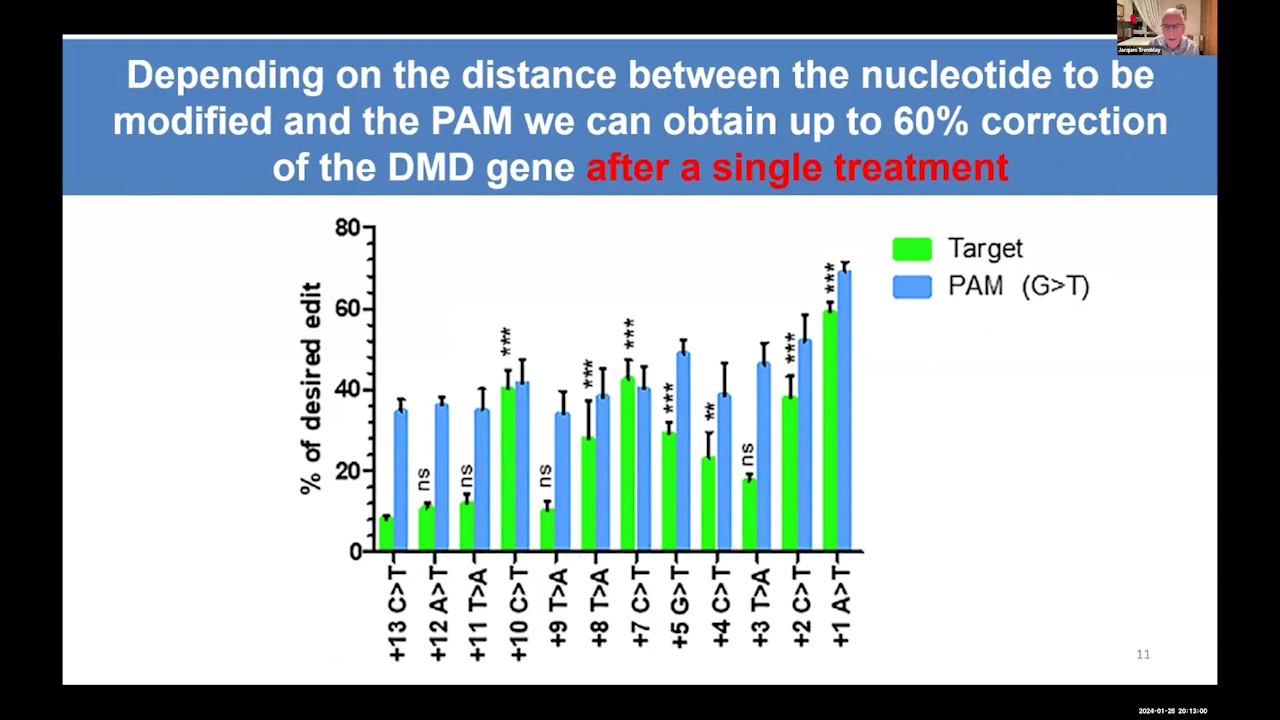 Jacques Tremblay
Depending on the distance between the nucleotide to be
modified and the PAM we can obtain up to 60% correction
of the DMD gene after a single treatment
% of desired edit
80
60
40
20
0
ns
ns
***
ns
***
***
***
**
ns
***
***
Target
PAM (G>T)
+13 C>T
+12 A>T
+11 T>A
+10 C>T
+9 T>A
+8 T>A
+7 C>T
+5 G>T
+4 C>T
+3 T>A
+2 C>T
+1 A>T
11
2024-01-25 20:13:00